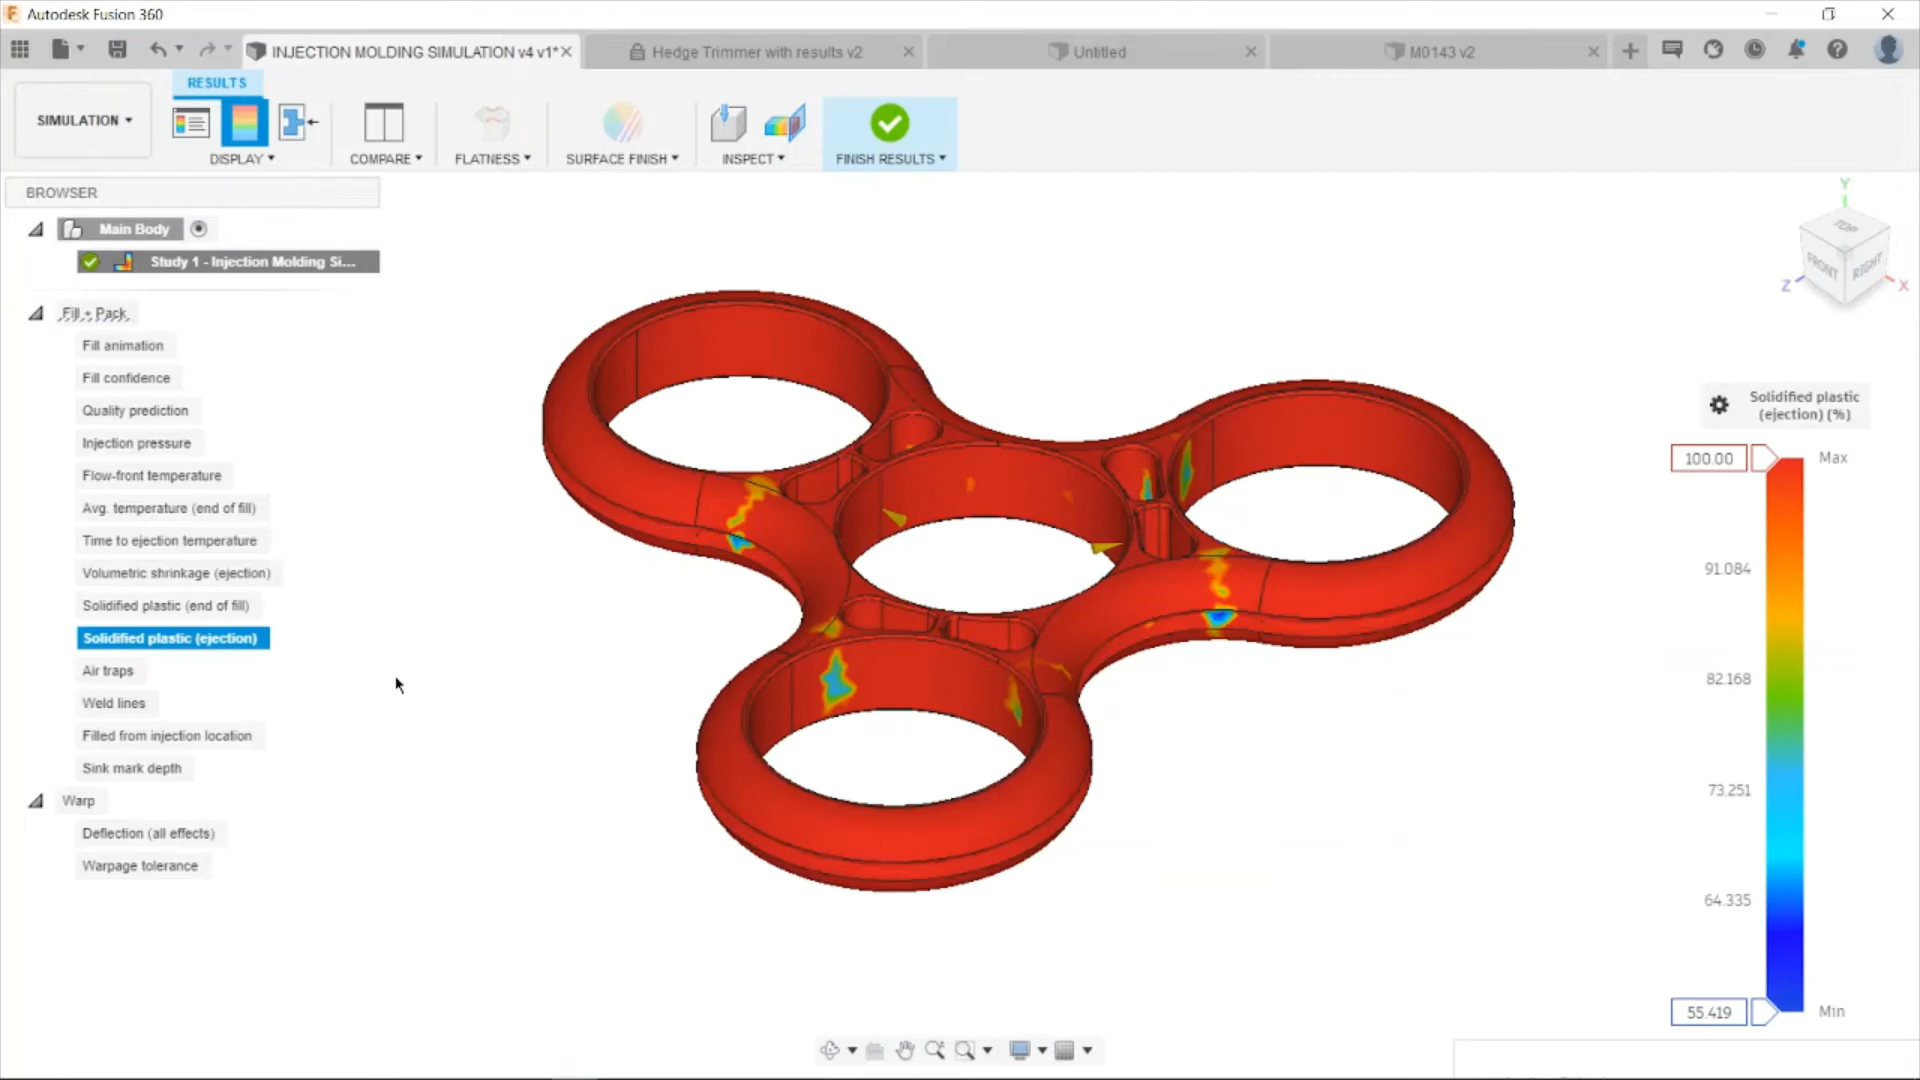 Autodesk Fusion 360
INJECTION MOLDING SIMULATION v4 v1*
Hedge Trimmer with results v2
Untitled
M0143 v2
RESULTS
SIMULATION
DISPLAY
COMPARE
FLATNESS
SURFACE FINISH
INSPECT
FINISH RESULTS
BROWSER
Main Body
Study 1 - Injection Molding Si...
Fill + Pack
Fill animation
Fill confidence
Quality prediction
Injection pressure
Flow-front temperature
Avg. temperature (end of fill)
Time to ejection temperature
Volumetric shrinkage (ejection)
Solidified plastic (end of fill)
Solidified plastic (ejection)
Air traps
Weld lines
Filled from injection location
Sink mark depth
Warp
Deflection (all effects)
Warpage tolerance
Y
TOP
FRONT
RIGHT
Z
X
Solidified plastic
(ejection) (%)
100.00
Max
91.084
82.168
73.251
64.335
55.419
Min